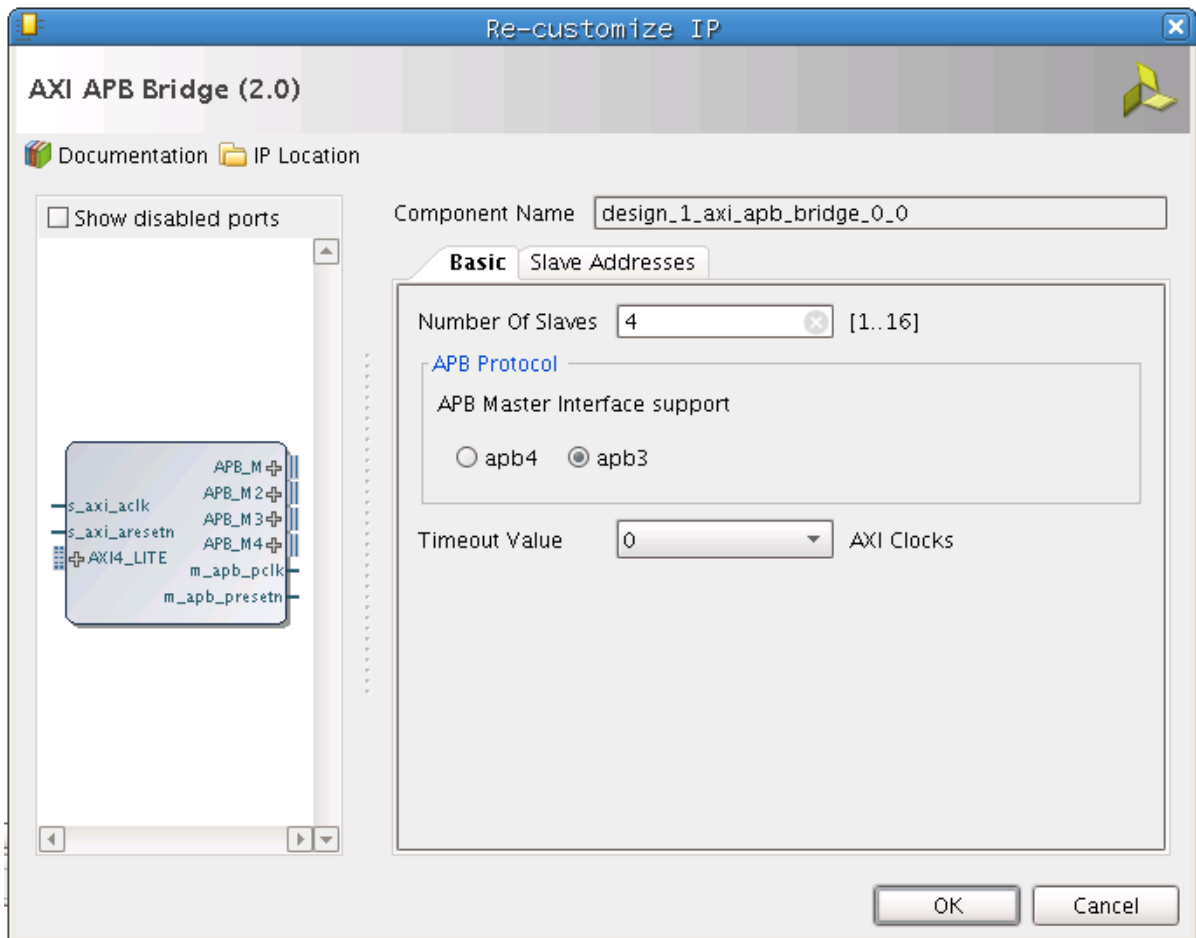 Re-customize IP
AXI APB Bridge (2.0)
Documentation IP Location
Show disabled ports
Component Name design_1_axi_apb_bridge_0_0
Basic Slave Addresses
Number Of Slaves 4 [1..16]
APB Protocol
APB Master Interface support
apb4 apb3
Timeout Value 0 AXI Clocks
APB_M
APB_M2
APB_M3
APB_M4
m_apb_pclk
m_apb_presetn
s_axi_aclk
s_axi_aresetn
AXI4_LITE
OK Cancel